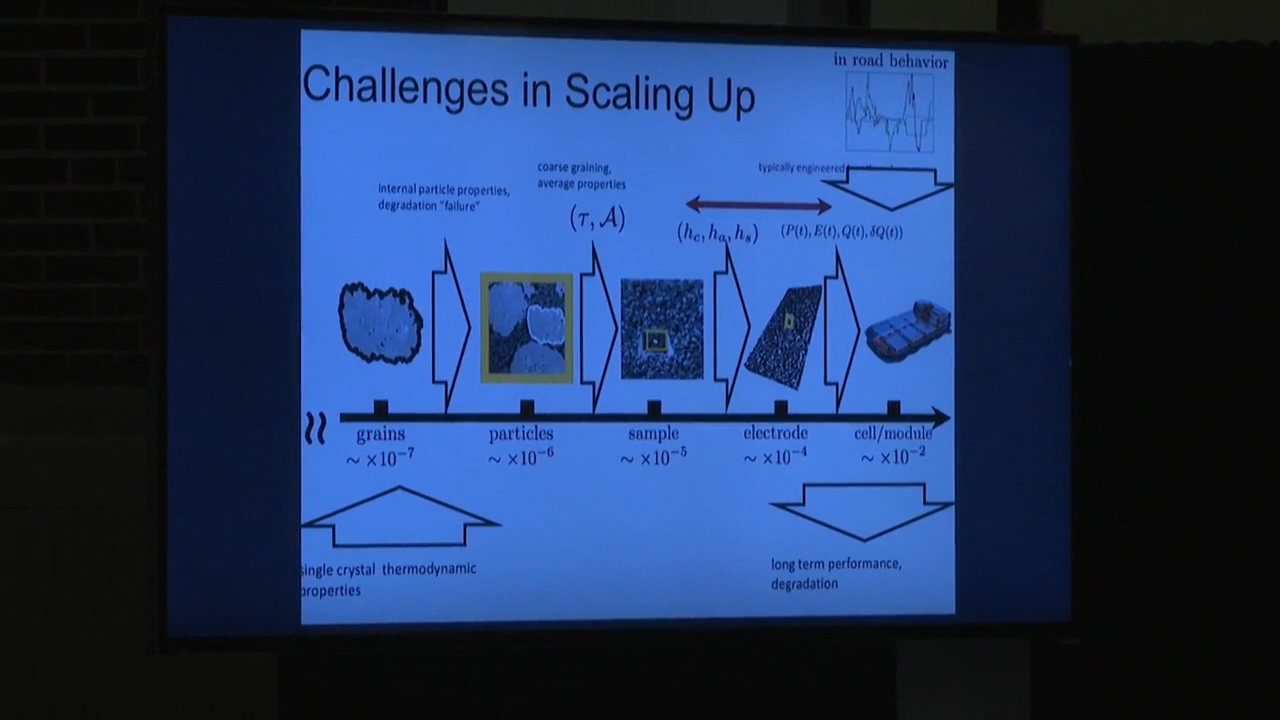 in road behavior
Challenges in Scaling Up
coarse graining,
average properties
typically engineered
Internal particle properties,
degradation "failure"
(τ, A)
(h_c, h_a, h_s)
(P(t), E(t), Q(t), δQ(t))
grains
particles
sample
electrode
cell/module
~ ×10⁻⁷
~ ×10⁻⁶
~ ×10⁻⁵
~ ×10⁻⁴
~ ×10⁻²
single crystal thermodynamic
properties
long term performance,
degradation